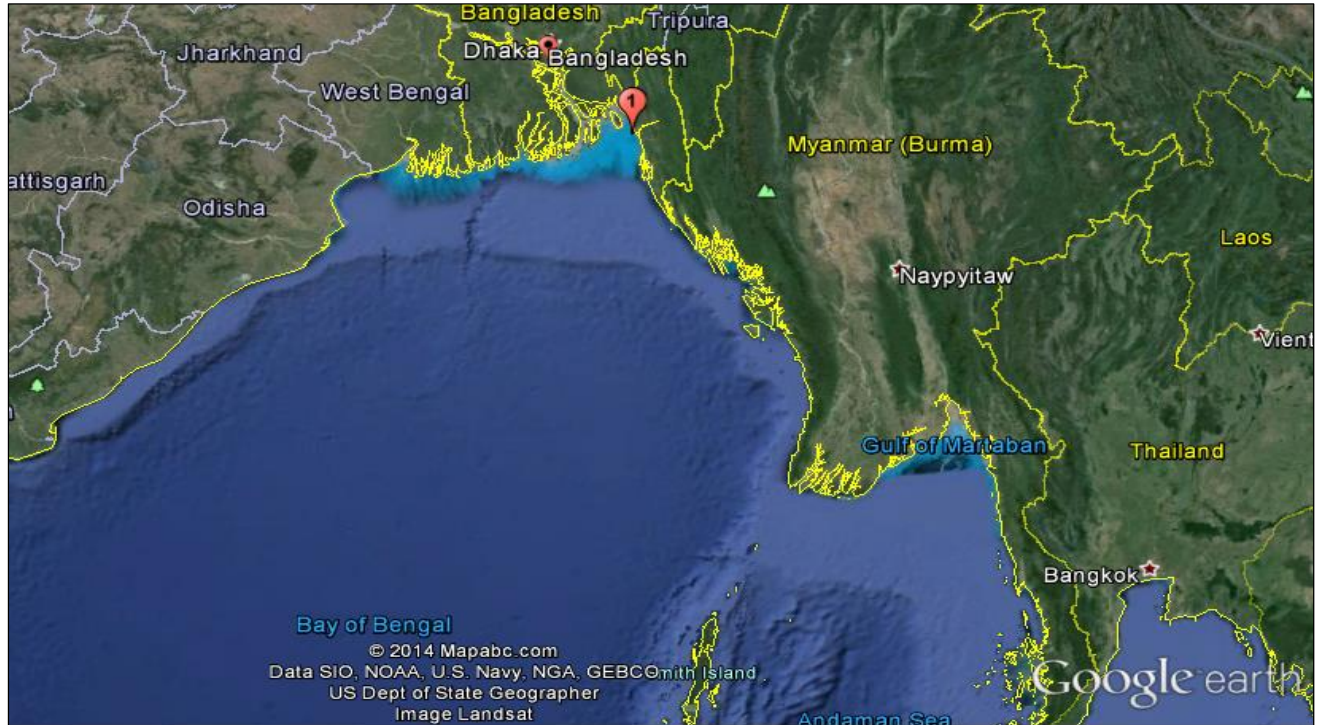 Bangladesh
Tripura
Jharkhand
Dhaka
Bangladesh
West Bengal
1
Myanmar (Burma)
attisgarh
Odisha
Laos
Naypyitaw
Vient
Gulf of Martaban
Thailand
Bangkok
Bay of Bengal
© 2014 Mapabc.com
Data SIO, NOAA, U.S. Navy, NGA, GEBCO
mith Island
US Dept of State Geographer
Image Landsat
Google earth
Andaman Sea